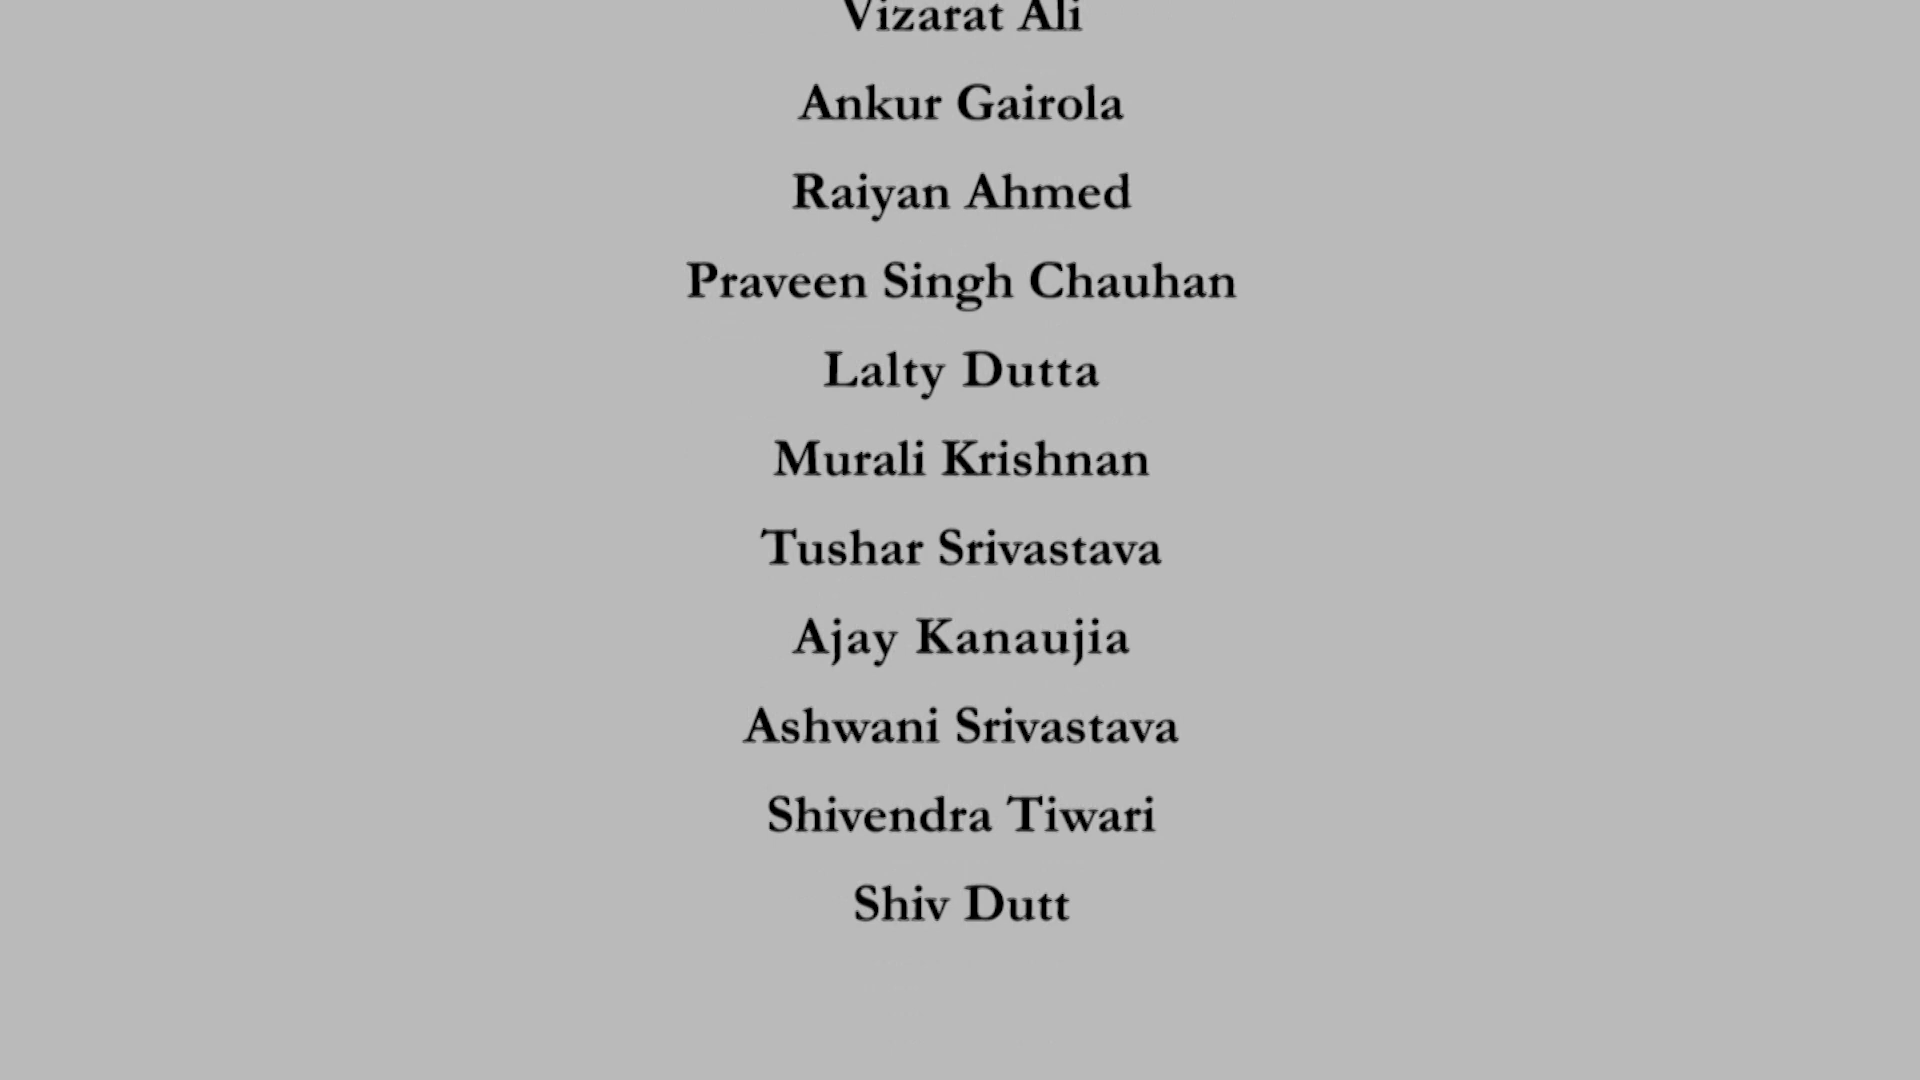 Vizarat Ali
Ankur Gairola
Raiyan Ahmed
Praveen Singh Chauhan
Lalty Dutta
Murali Krishnan
Tushar Srivastava
Ajay Kanaujia
Ashwani Srivastava
Shivendra Tiwari
Shiv Dutt